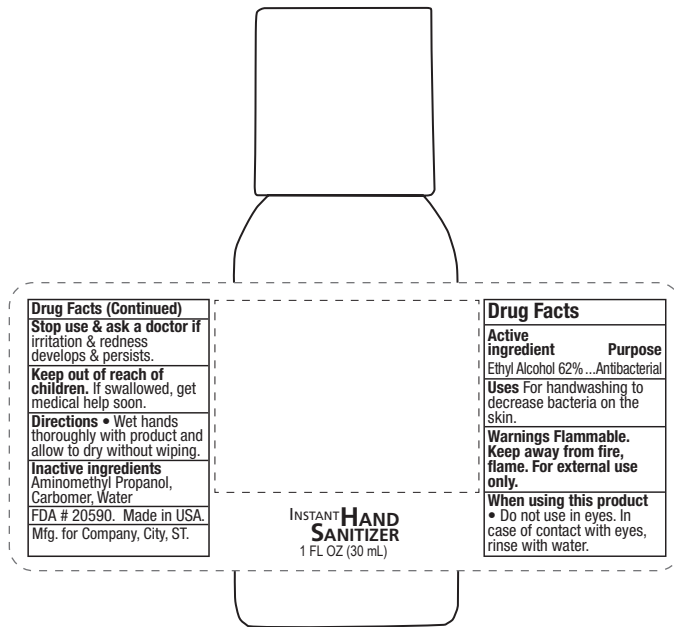 Drug Facts (Continued)
Stop use & ask a doctor if
irritation & redness
develops & persists.
Keep out of reach of
children. If swallowed, get
medical help soon.
Directions • Wet hands
thoroughly with product and
allow to dry without wiping.
Inactive ingredients
Aminomethyl Propanol,
Carbomer, Water
FDA # 20590. Made in USA.
Mfg. for Company, City, ST.
INSTANT HAND
SANITIZER
1 FL OZ (30 mL)
Drug Facts
Active
ingredient Purpose
Ethyl Alcohol 62% ...Antibacterial
Uses For handwashing to
decrease bacteria on the
skin.
Warnings Flammable.
Keep away from fire,
flame. For external use
only.
When using this product
• Do not use in eyes. In
case of contact with eyes,
rinse with water.